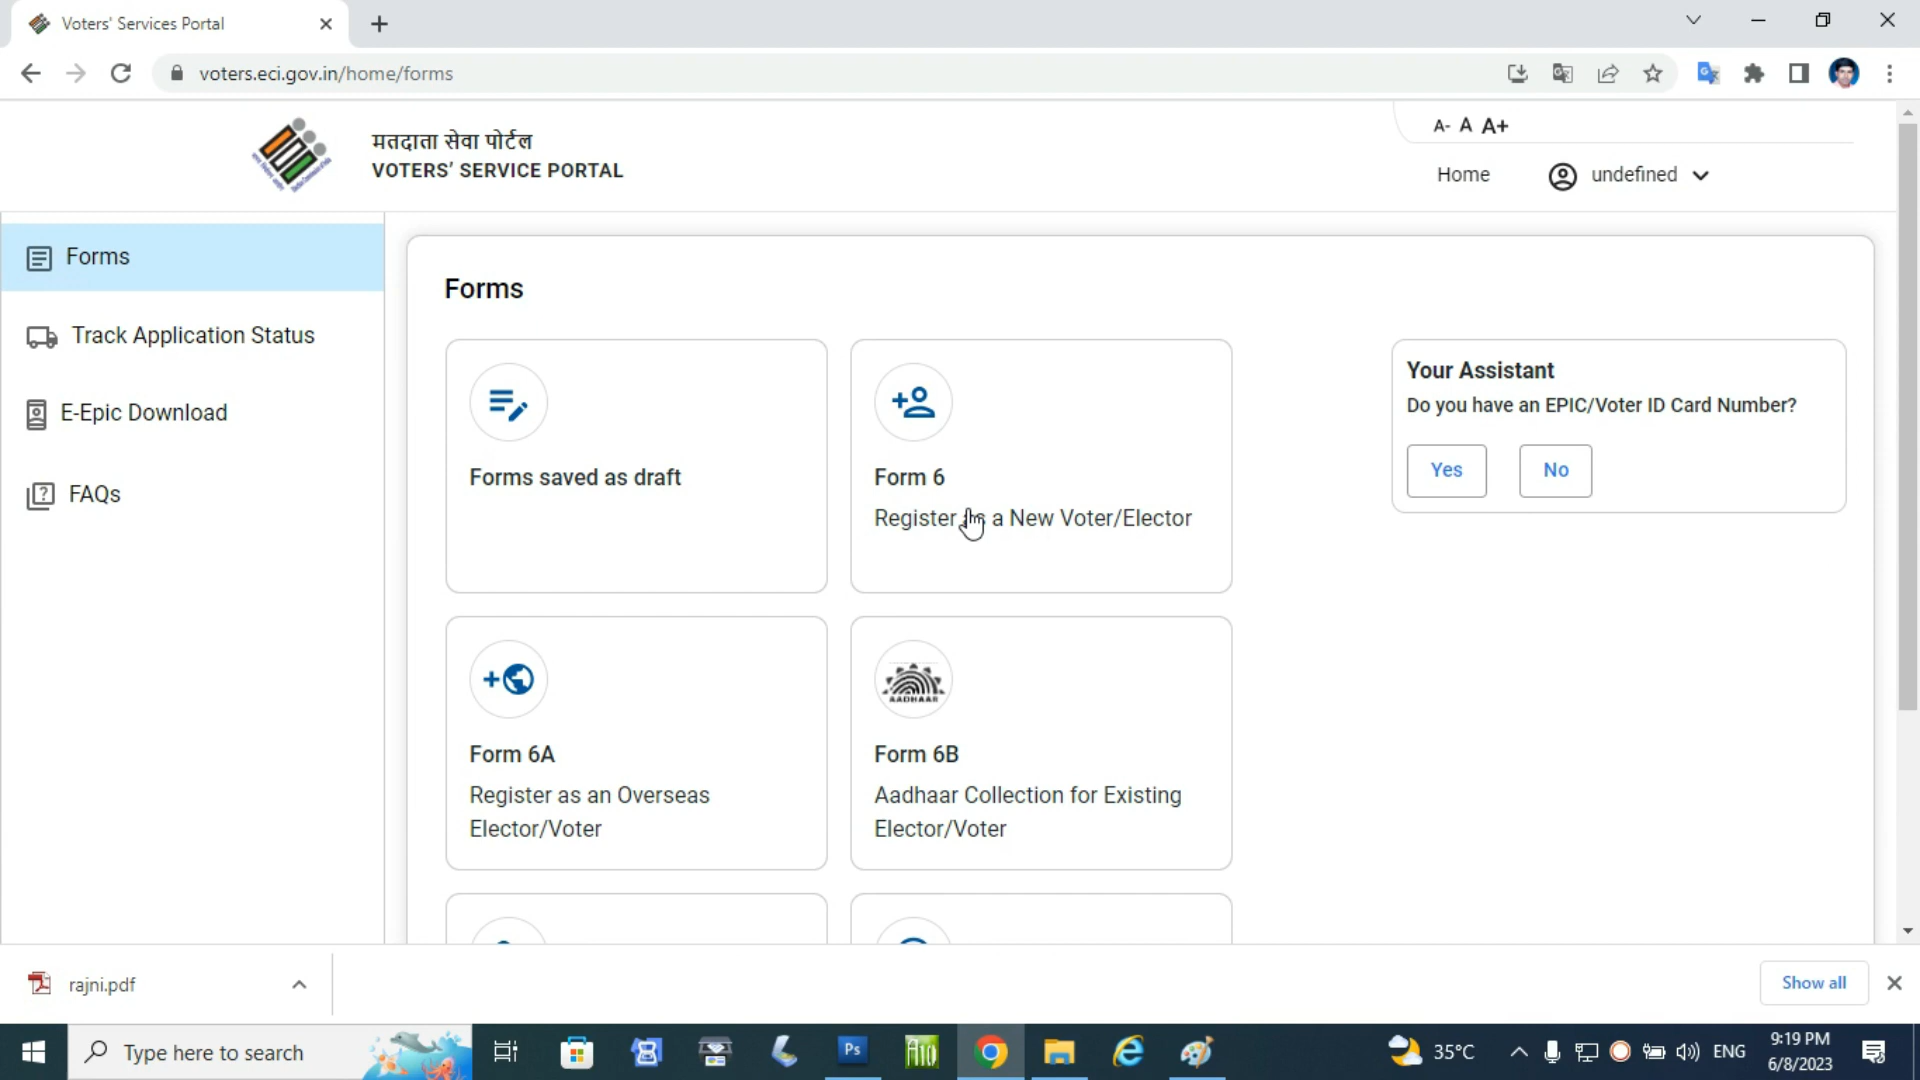 Voters' Services Portal
voters.eci.gov.in/home/forms
मतदाता सेवा पोर्टल
VOTERS' SERVICE PORTAL
A- A A+
Home
undefined
Forms
Track Application Status
E-Epic Download
FAQs
Forms
Forms saved as draft
Form 6
Register as a New Voter/Elector
Your Assistant
Do you have an EPIC/Voter ID Card Number?
Yes
No
Form 6A
Register as an Overseas
Elector/Voter
AADHAAR
Form 6B
Aadhaar Collection for Existing
Elector/Voter
rajni.pdf
Show all
Type here to search
Ps
A10
35°C
ENG
9:19 PM
6/8/2023